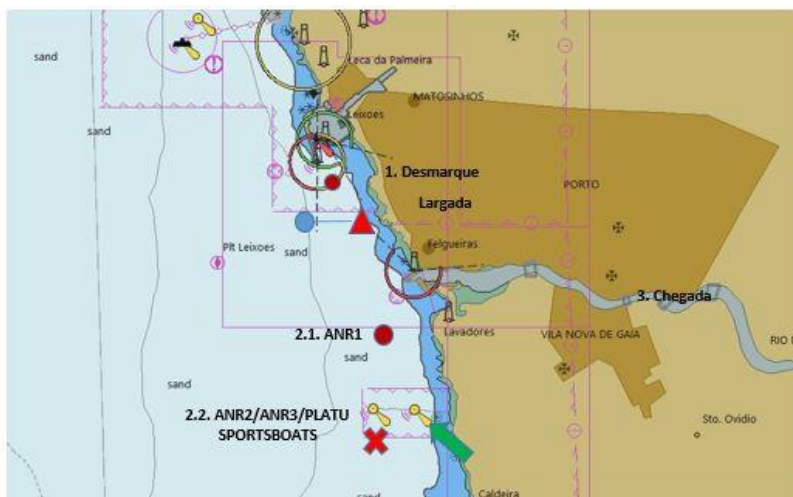 sand
sand
Leca da Palmeira
MATOSINHOS
Leixoes
1. Desmarque
Largada
PORTO
Plt Leixoes
sand
Felgueiras
3. Chegada
2.1. ANR1
sand
Lavadores
VILA NOVA DE GAIA
RIO
sand
2.2. ANR2/ANR3/PLATU
SPORTSBOATS
Sto. Ovidio
sand
Caldeira